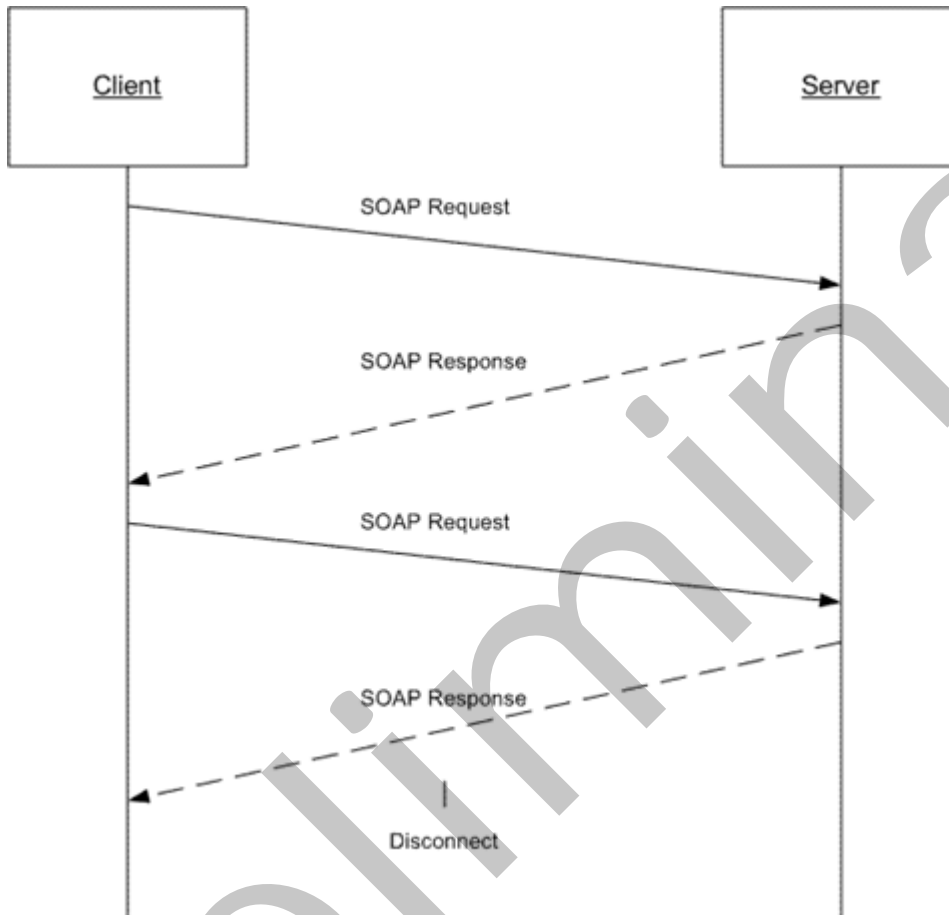 Client
Server
SOAP Request
SOAP Response
SOAP Request
SOAP Response
Disconnect